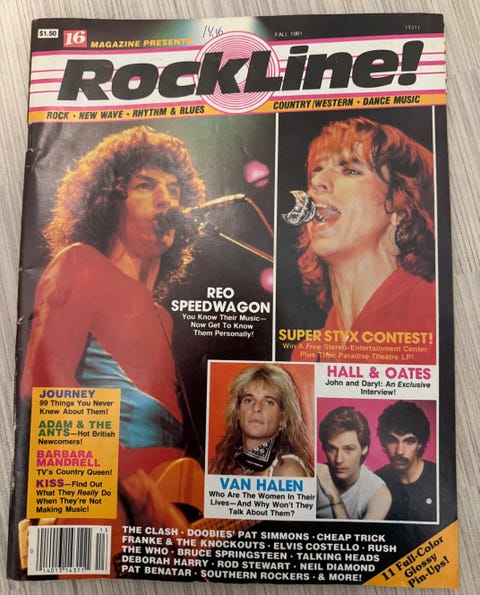 $1.50
16 MAGAZINE PRESENTS
FALL 1981
11311
ROCKLINE!
ROCK · NEW WAVE · RHYTHM & BLUES
COUNTRY/WESTERN · DANCE MUSIC
REO
SPEEDWAGON
You Know Their Music—
Now Get To Know
Them Personally!
SUPER STYX CONTEST!
Win A Free Stereo-Entertainment Center
Plus Their Paradise Theatre LP!
HALL & OATES
John and Daryl: An Exclusive
Interview!
JOURNEY
99 Things You Never
Knew About Them!
ADAM & THE
ANTS—Hot British
Newcomers!
BARBARA
MANDRELL
TV's Country Queen!
KISS—Find Out
What They Really Do
When They're Not
Making Music!
VAN HALEN
Who Are The Women In Their
Lives—And Why Won't They
Talk About Them?
THE CLASH · DOOBIES' PAT SIMMONS · CHEAP TRICK
FRANKE & THE KNOCKOUTS · ELVIS COSTELLO · RUSH
THE WHO · BRUCE SPRINGSTEEN · TALKING HEADS
DEBORAH HARRY · ROD STEWART · NEIL DIAMOND
PAT BENATAR · SOUTHERN ROCKERS · & MORE!
11 Full-Color
Glossy
Pin-Ups!
13
0
14013 14311